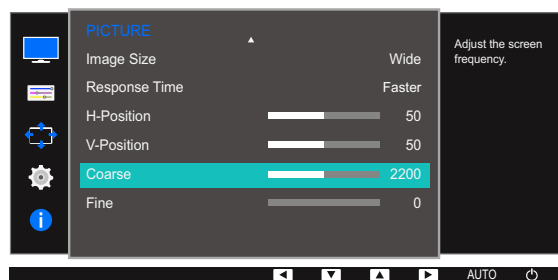 PICTURE
Image Size Wide
Response Time Faster
H-Position 50
V-Position 50
Coarse 2200
Fine 0
Adjust the screen
frequency.
AUTO